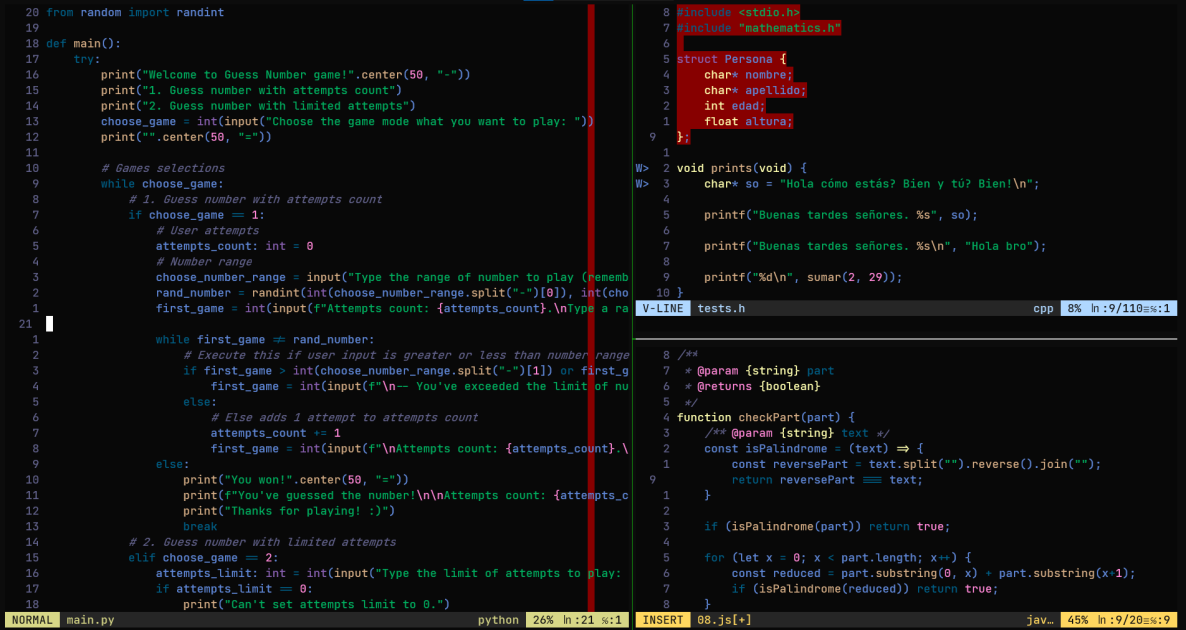 20 from random import randint
19
18 def main():
17     try:
16         print("Welcome to Guess Number game!".center(50, "-"))
15         print("1. Guess number with attempts count")
14         print("2. Guess number with limited attempts")
13         choose_game = int(input("Choose the game mode what you want to play: "))
12         print("".center(50, "="))
11
10         # Games selections
9         while choose_game:
8             # 1. Guess number with attempts count
7             if choose_game == 1:
6                 # User attempts
5                 attempts_count: int = 0
4                 # Number range
3                 choose_number_range = input("Type the range of number to play (rememb
2                 rand_number = randint(int(choose_number_range.split("-")[0]), int(cho
1                 first_game = int(input(f"Attempts count: {attempts_count}.\nType a ra
21
1                 while first_game != rand_number:
2                     # Execute this if user input is greater or less than number range
3                     if first_game > int(choose_number_range.split("-")[1]) or first_g
4                         first_game = int(input(f"\n-- You've exceeded the limit of nu
5                     else:
6                         # Else adds 1 attempt to attempts count
7                         attempts_count += 1
8                         first_game = int(input(f"\nAttempts count: {attempts_count}.\
9                 else:
10                     print("You won!".center(50, "="))
11                     print(f"You've guessed the number!\n\nAttempts count: {attempts_c
12                     print("Thanks for playing! :)")
13                     break
14             # 2. Guess number with limited attempts
15             elif choose_game == 2:
16                 attempts_limit: int = int(input("Type the limit of attempts to play:
17                 if attempts_limit == 0:
18                     print("Can't set attempts limit to 0.")
NORMAL main.py python 26% ln:21 %:1
8 #include <stdio.h>
7 #include "mathematics.h"
6
5 struct Persona {
4     char* nombre;
3     char* apellido;
2     int edad;
1     float altura;
9 };
1
W> 2 void prints(void) {
W> 3     char* so = "Hola cómo estás? Bien y tú? Bien!\n";
4
5     printf("Buenas tardes señores. %s", so);
6
7     printf("Buenas tardes señores. %s\n", "Hola bro");
8
9     printf("%d\n", sumar(2, 29));
10 }
V-LINE tests.h cpp 8% ln:9/110≡%:1
8 /**
7  * @param {string} part
6  * @returns {boolean}
5  */
4 function checkPart(part) {
3     /** @param {string} text */
2     const isPalindrome = (text) => {
1         const reversePart = text.split("").reverse().join("");
9         return reversePart === text;
1     }
2
3     if (isPalindrome(part)) return true;
4
5     for (let x = 0; x < part.length; x++) {
6         const reduced = part.substring(0, x) + part.substring(x+1);
7         if (isPalindrome(reduced)) return true;
8     }
INSERT 08.js[+] jav… 45% ln:9/20≡%:9